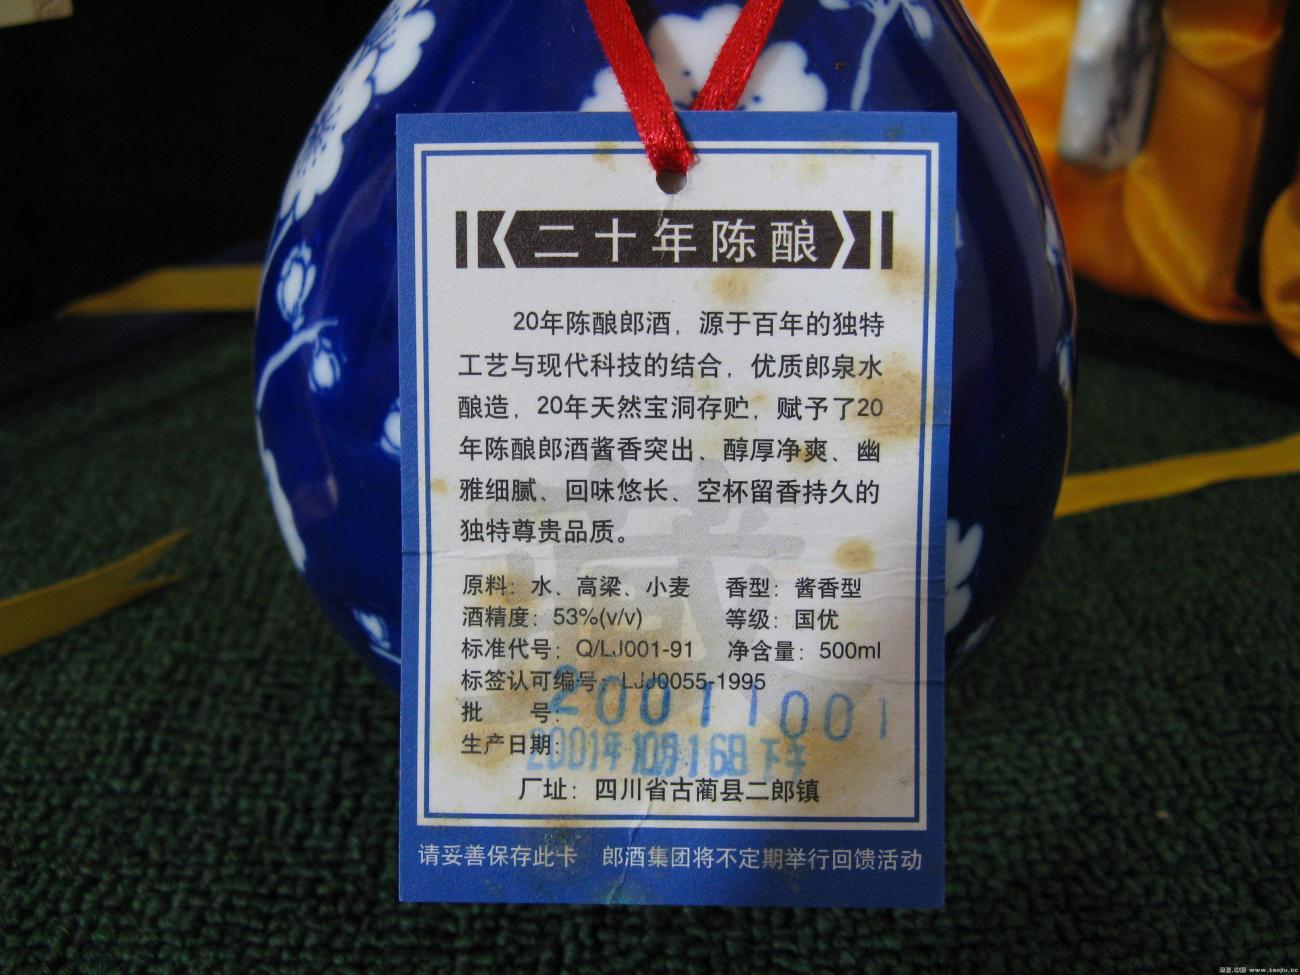 二十年陈酿
20年陈酿郎酒，源于百年的独特
工艺与现代科技的结合，优质郎泉水
酿造，20年天然宝洞存贮，赋予了20
年陈酿郎酒酱香突出、醇厚净爽、幽
雅细腻、回味悠长、空杯留香持久的
独特尊贵品质。
原料：水、高粱、小麦 香型：酱香型
酒精度：53%(v/v) 等级：国优
标准代号：Q/LJ001-91 净含量：500ml
标签认可编号：LJJ0055-1995
批 号：20011001
生产日期：2001年10月16日下午
厂址：四川省古蔺县二郎镇
请妥善保存此卡 郎酒集团将不定期举行回馈活动
www.taojiu.cc